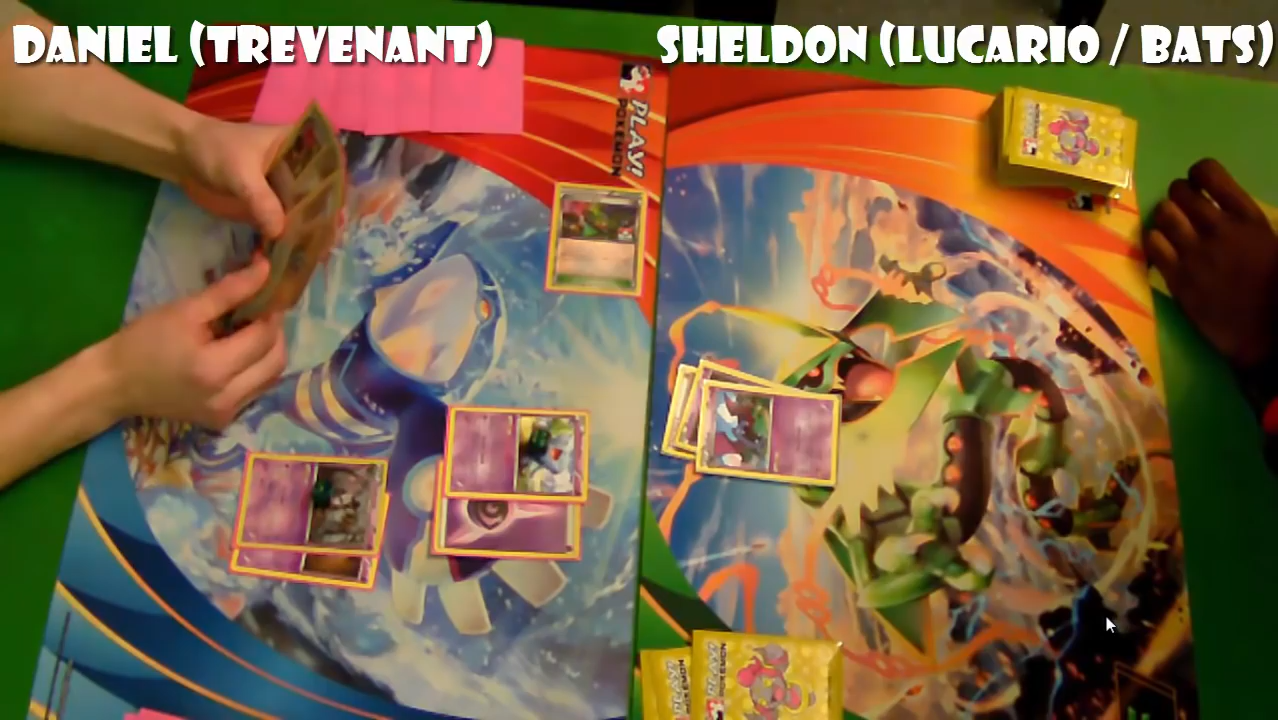 DANIEL (TREVENANT)
SHELDON (LUCARIO / BATS)
PLAY!
POKÉMON